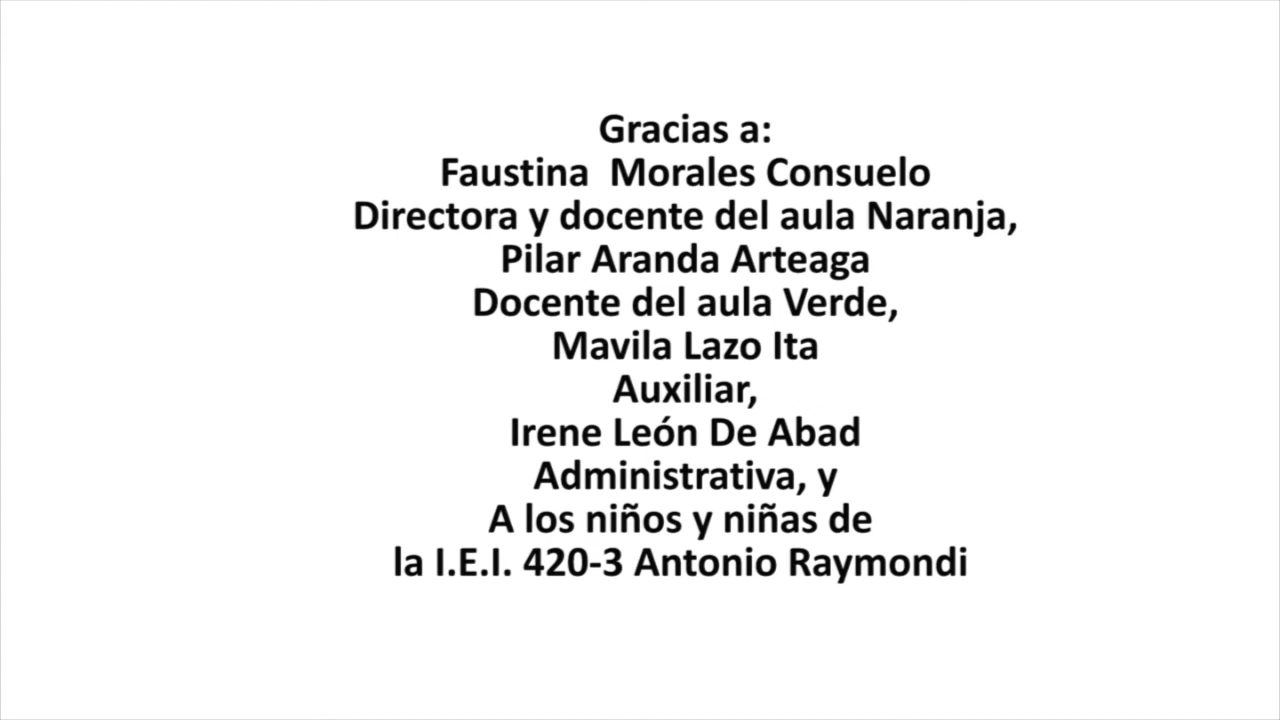 Gracias a:
Faustina  Morales Consuelo
Directora y docente del aula Naranja,
Pilar Aranda Arteaga
Docente del aula Verde,
Mavila Lazo Ita
Auxiliar,
Irene León De Abad
Administrativa, y
A los niños y niñas de
la I.E.I. 420-3 Antonio Raymondi